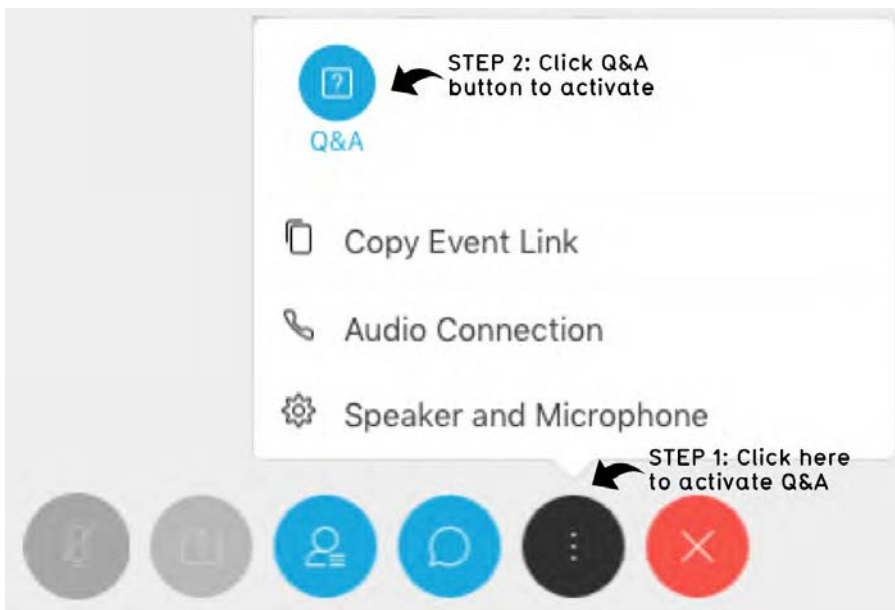 STEP 2: Click Q&A
button to activate
Q&A
Copy Event Link
Audio Connection
Speaker and Microphone
STEP 1: Click here
to activate Q&A